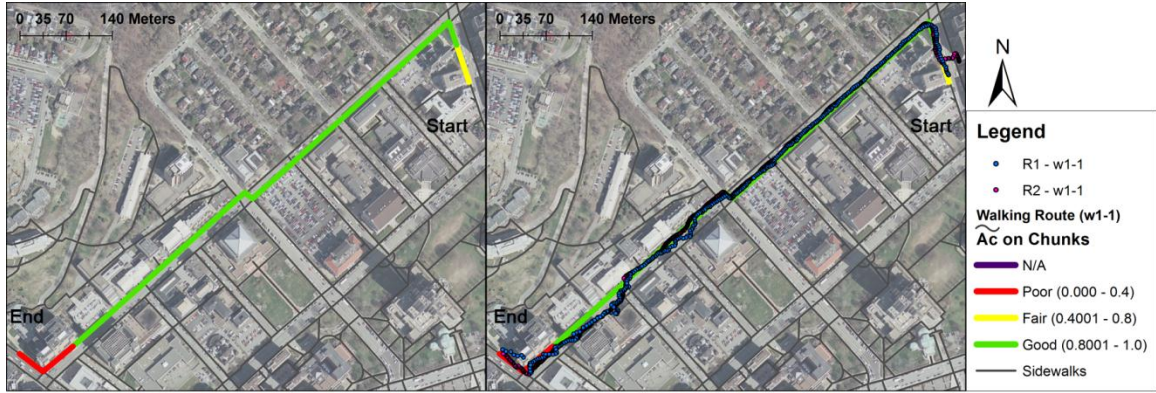 0 35 70 140 Meters
Start
End
0 35 70 140 Meters
Start
End
N
Legend
R1 - w1-1
R2 - w1-1
Walking Route (w1-1)
Ac on Chunks
N/A
Poor (0.000 - 0.4)
Fair (0.4001 - 0.8)
Good (0.8001 - 1.0)
Sidewalks